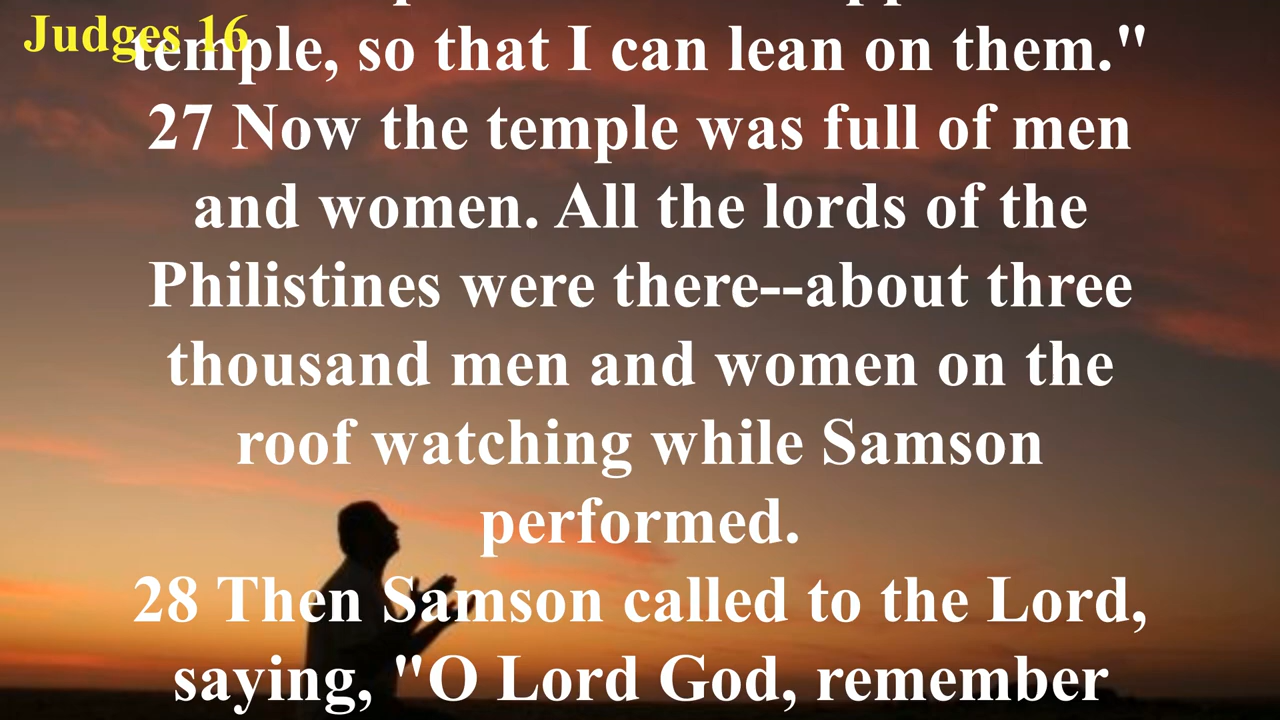 Judges 16
temple, so that I can lean on them."
27 Now the temple was full of men
and women. All the lords of the
Philistines were there--about three
thousand men and women on the
roof watching while Samson
performed.
28 Then Samson called to the Lord,
saying, "O Lord God, remember